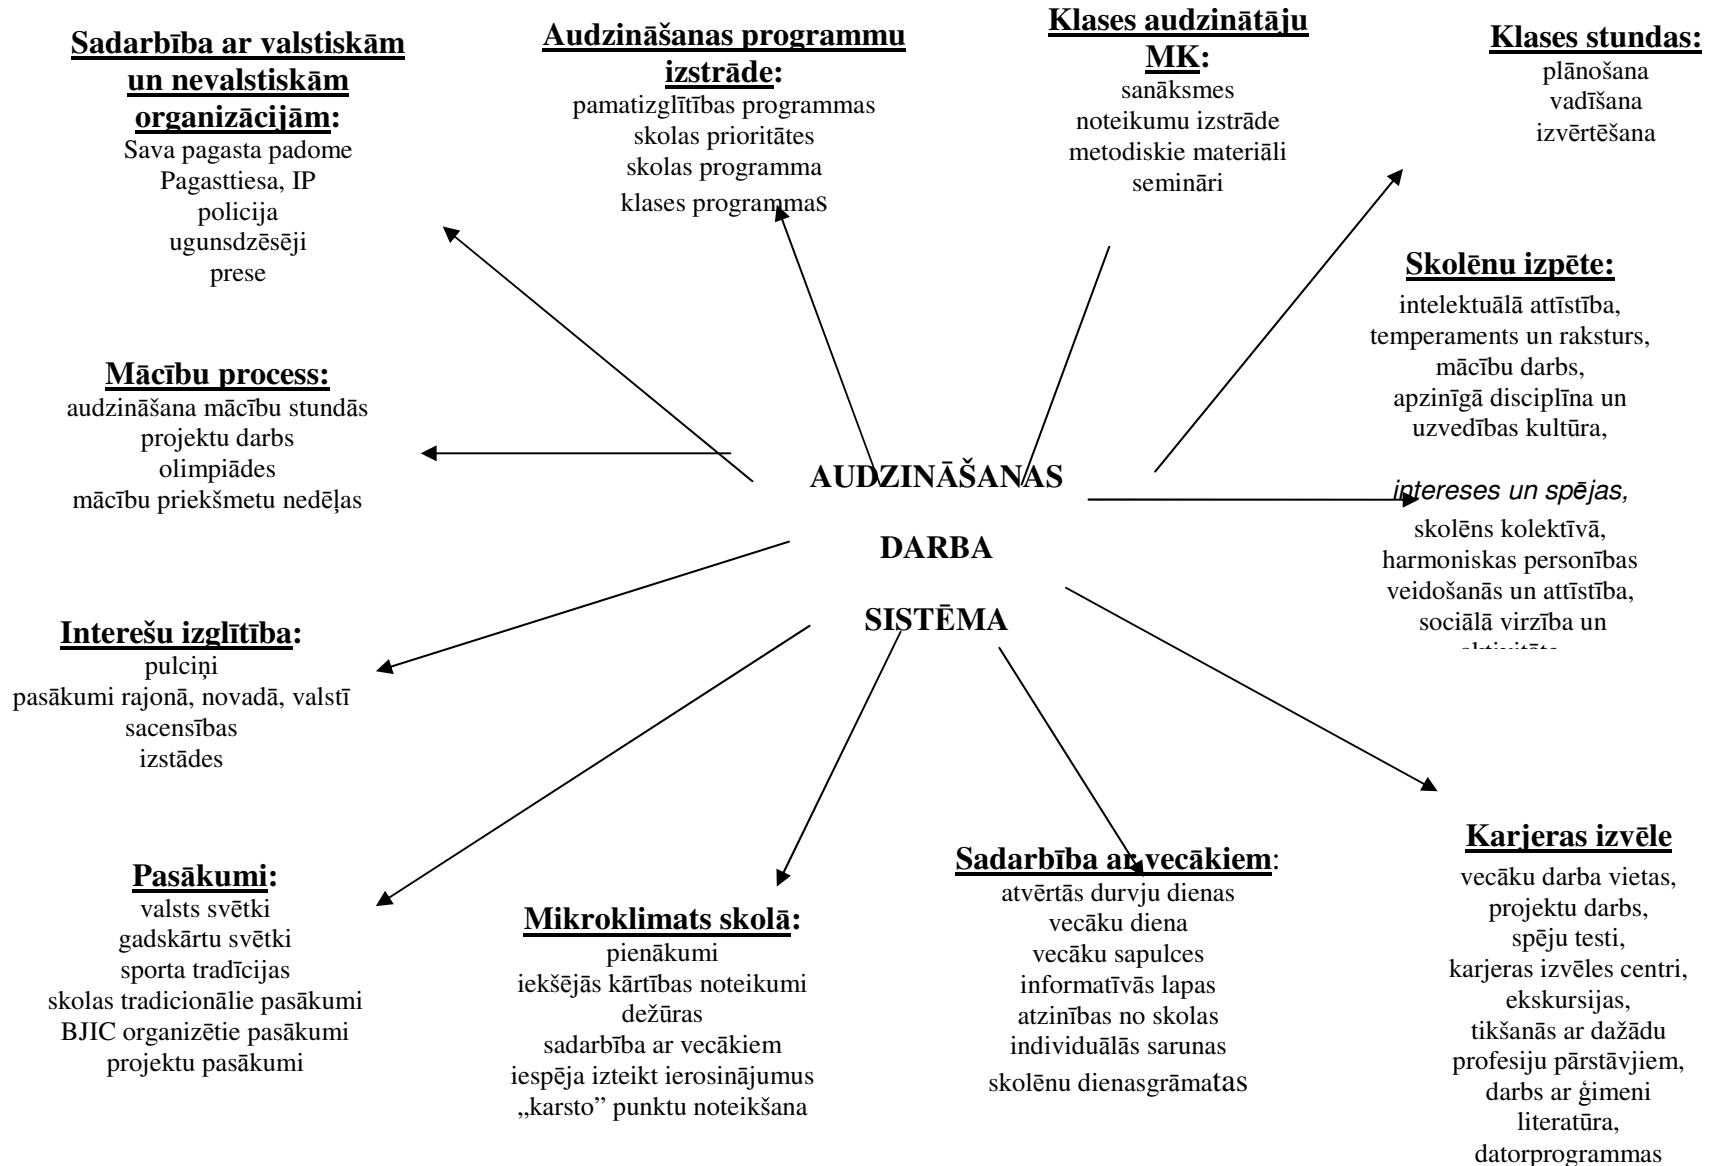 Sadarbība ar valstiskām
un nevalstiskām
organizācijām:
Sava pagasta padome
Pagasttiesa, IP
policija
ugunsdzēsēji
prese
Audzināšanas programmu
izstrāde:
pamatizglītības programmas
skolas prioritātes
skolas programma
klases programmas
Klases audzinātāju
MK:
sanāksmes
noteikumu izstrāde
metodiskie materiāli
semināri
Klases stundas:
plānošana
vadīšana
izvērtēšana
Skolēnu izpēte:
intelektuālā attīstība,
temperaments un raksturs,
mācību darbs,
apzinīgā disciplīna un
uzvedības kultūra,
intereses un spējas,
skolēns kolektīvā,
harmoniskas personības
veidošanās un attīstība,
sociālā virzība un
Mācību process:
audzināšana mācību stundās
projektu darbs
olimpiādes
mācību priekšmetu nedēļas
AUDZINĀŠANAS
DARBA
SISTĒMA
Interešu izglītība:
pulciņi
pasākumi rajonā, novadā, valstī
sacensības
izstādes
Pasākumi:
valsts svētki
gadskārtu svētki
sporta tradīcijas
skolas tradicionālie pasākumi
BJIC organizētie pasākumi
projektu pasākumi
Mikroklimats skolā:
pienākumi
iekšējās kārtības noteikumi
dežūras
sadarbība ar vecākiem
iespēja izteikt ierosinājumus
„karsto” punktu noteikšana
Sadarbība ar vecākiem:
atvērtās durvju dienas
vecāku diena
vecāku sapulces
informatīvās lapas
atzinības no skolas
individuālās sarunas
skolēnu dienasgrāmatas
Karjeras izvēle
vecāku darba vietas,
projektu darbs,
spēju testi,
karjeras izvēles centri,
ekskursijas,
tikšanās ar dažādu
profesiju pārstāvjiem,
darbs ar ģimeni
literatūra,
datorprogrammas